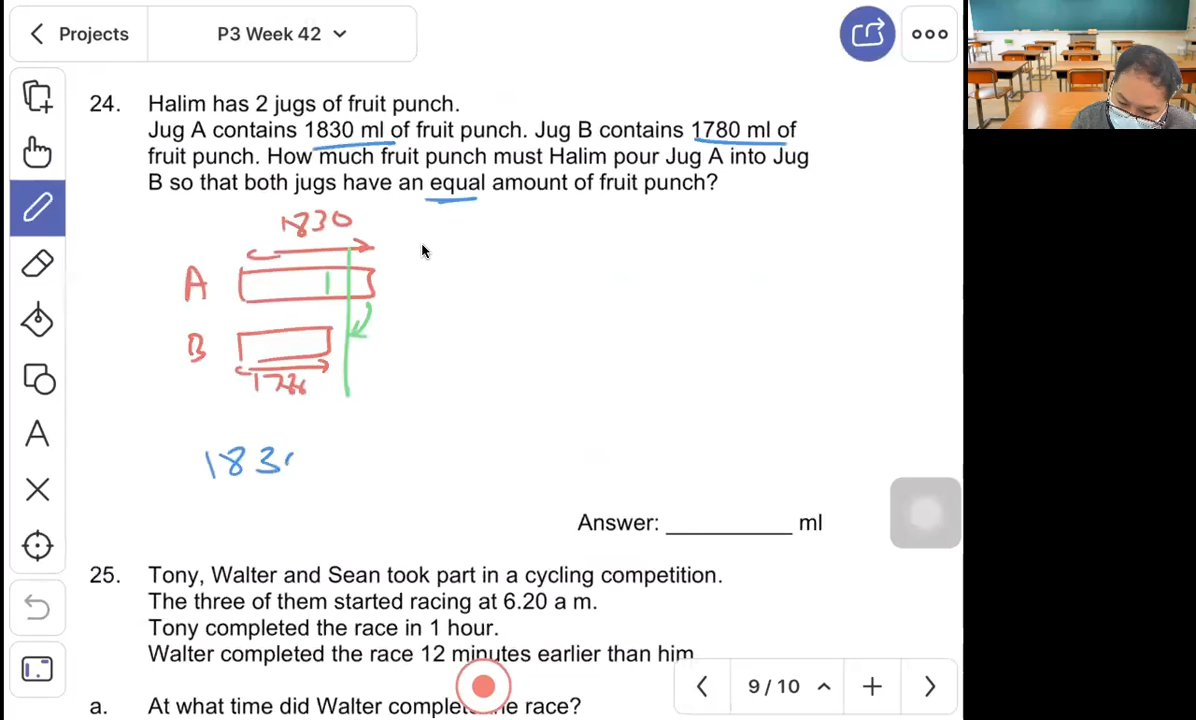 Projects
P3 Week 42
24. Halim has 2 jugs of fruit punch.
Jug A contains 1830 ml of fruit punch. Jug B contains 1780 ml of
fruit punch. How much fruit punch must Halim pour Jug A into Jug
B so that both jugs have an equal amount of fruit punch?
1830
A
B
183
Answer: __________ ml
25. Tony, Walter and Sean took part in a cycling competition.
The three of them started racing at 6.20 a m.
Tony completed the race in 1 hour.
Walter completed the race 12 minutes earlier than him
9 / 10
a. At what time did Walter complete race?
A